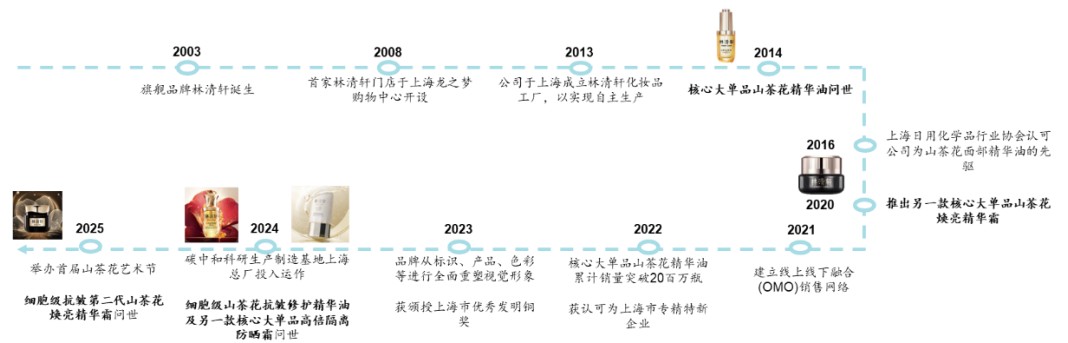 2003
旗舰品牌林清轩诞生
2008
首家林清轩门店于上海龙之梦
购物中心开设
2013
公司于上海成立林清轩化妆品
工厂，以实现自主生产
2014
核心大单品山茶花精华油问世
2016
上海日用化学品行业协会认可
公司为山茶花面部精华油的先
驱
2020
推出另一款核心大单品山茶花
焕亮精华霜
2021
建立线上线下融合
(OMO)销售网络
2022
核心大单品山茶花精华油
累计销量突破20百万瓶
获认可为上海市专精特新
企业
2023
品牌从标识、产品、色彩
等进行全面重塑视觉形象
获颁授上海市优秀发明铜
奖
2024
碳中和科研生产制造基地上海
总厂投入运作
细胞级山茶花抗皱修护精华油
及另一款核心大单品高倍隔离
防晒霜问世
2025
举办首届山茶花艺术节
细胞级抗皱第二代山茶花
焕亮精华霜问世